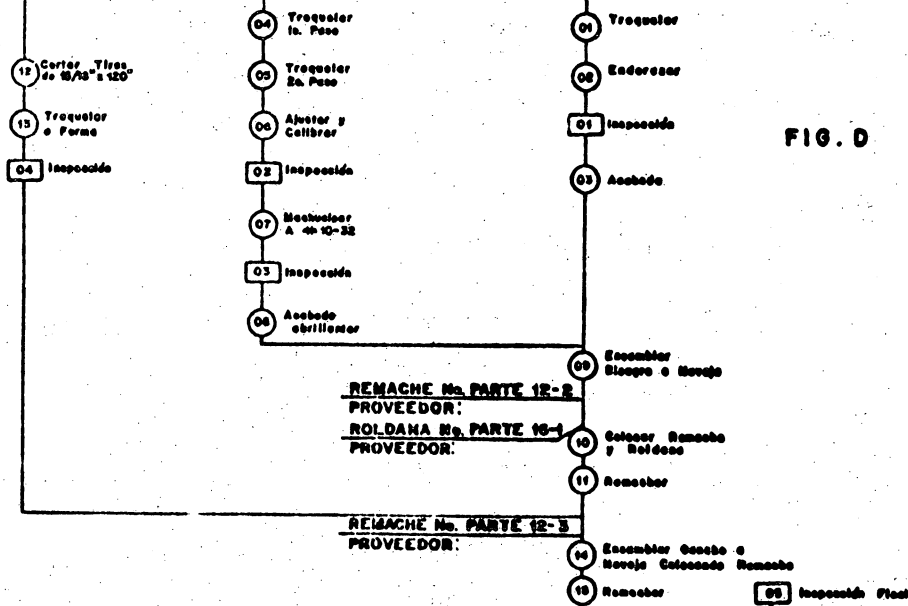 04 Troquelar
1o. Paso
01 Troquelar
12 Cortar Tiras
de 15/13" x 120"
05 Troquelar
2o. Paso
02 Enderezar
13 Troquelar
a Forma
06 Ajustar y
Calibrar
01 Inspección
FIG. D
04 Inspección
02 Inspección
03 Acabado
07 Machuelear
A # 10-32
03 Inspección
08 Acabado
abrillantar
09 Ensamblar
Bisagra a Navaja
REMACHE No. PARTE 12-2
PROVEEDOR:
ROLDANA No. PARTE 16-1
PROVEEDOR:
10 Colocar Remache
y Roldana
11 Remachar
REMACHE No. PARTE 12-3
PROVEEDOR:
14 Ensamblar Gancho a
Navaja Colocando Remache
15 Remachar
05 Inspección Final